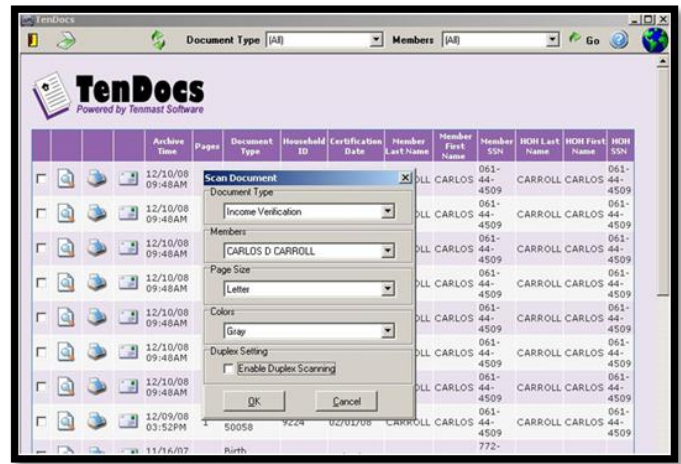 TenDocs
Document Type (All) Members (All) Go
TenDocs
Powered by Tenmast Software
Archive Time Pages Document Type Household ID Certification Date Member Last Name Member First Name Member SSN HOH Last Name HOH First Name HOH SSN
Scan Document
Document Type
Income Verification
Members
CARLOS D CARROLL
Page Size
Letter
Colors
Gray
Duplex Setting
Enable Duplex Scanning
OK Cancel
12/10/08 09:48AM CARLOS 061-44-4509 CARROLL CARLOS 061-44-4509
12/10/08 09:48AM CARLOS 061-44-4509 CARROLL CARLOS 061-44-4509
12/10/08 09:48AM CARLOS 061-44-4509 CARROLL CARLOS 061-44-4509
12/10/08 09:48AM CARLOS 061-44-4509 CARROLL CARLOS 061-44-4509
12/10/08 09:48AM CARLOS 061-44-4509 CARROLL CARLOS 061-44-4509
12/10/08 09:48AM CARLOS 061-44-4509 CARROLL CARLOS 061-44-4509
12/10/08 09:48AM CARLOS 061-44-4509 CARROLL CARLOS 061-44-4509
12/09/08 03:52PM 1 50058 9224 02/01/08 CARROLL CARLOS 061-44-4509 CARROLL CARLOS 061-44-4509
11/16/07 Birth 772-